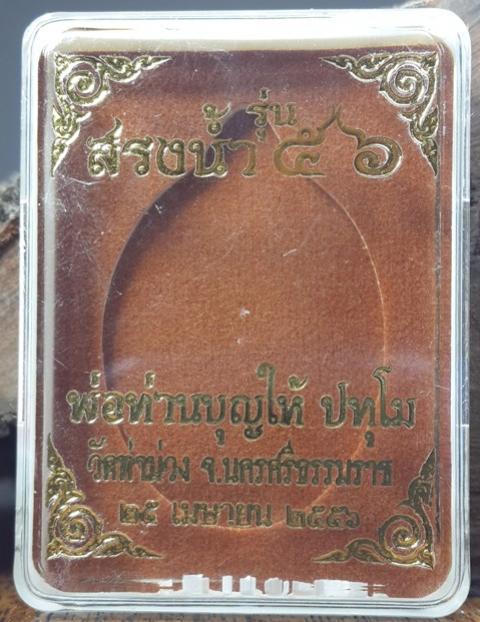 รุ่น
สรงน้ำ ๕๖
พ่อท่านบุญให้ ปทุโม
วัดท่าม่วง จ.นครศรีธรรมราช
๒๕ เมษายน ๒๕๕๖